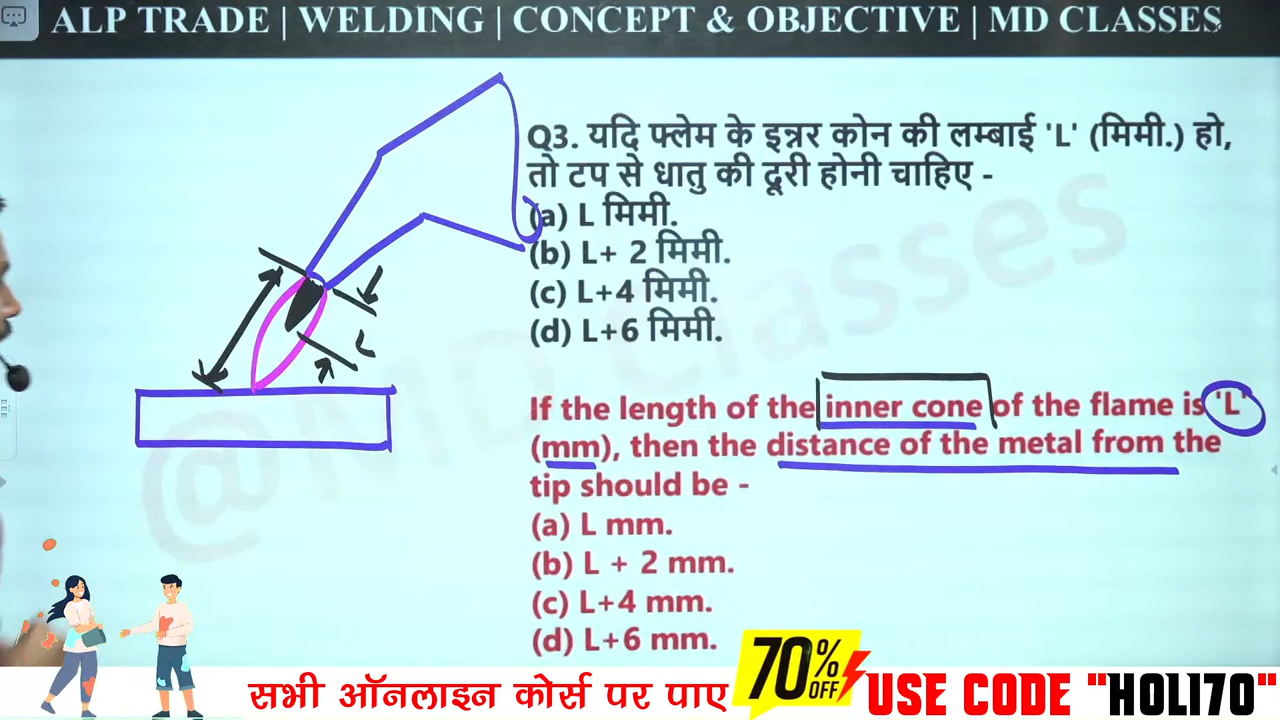 ALP TRADE | WELDING | CONCEPT & OBJECTIVE | MD CLASSES
Q3. यदि फ्लेम के इन्नर कोन की लम्बाई 'L' (मिमी.) हो,
तो टप से धातु की दूरी होनी चाहिए -
(a) L मिमी.
(b) L+ 2 मिमी.
(c) L+4 मिमी.
(d) L+6 मिमी.
L
If the length of the inner cone of the flame is 'L'
(mm), then the distance of the metal from the
tip should be -
(a) L mm.
(b) L + 2 mm.
(c) L+4 mm.
(d) L+6 mm.
@MD Classes
सभी ऑनलाइन कोर्स पर पाए 70% OFF USE CODE "HOLI70"